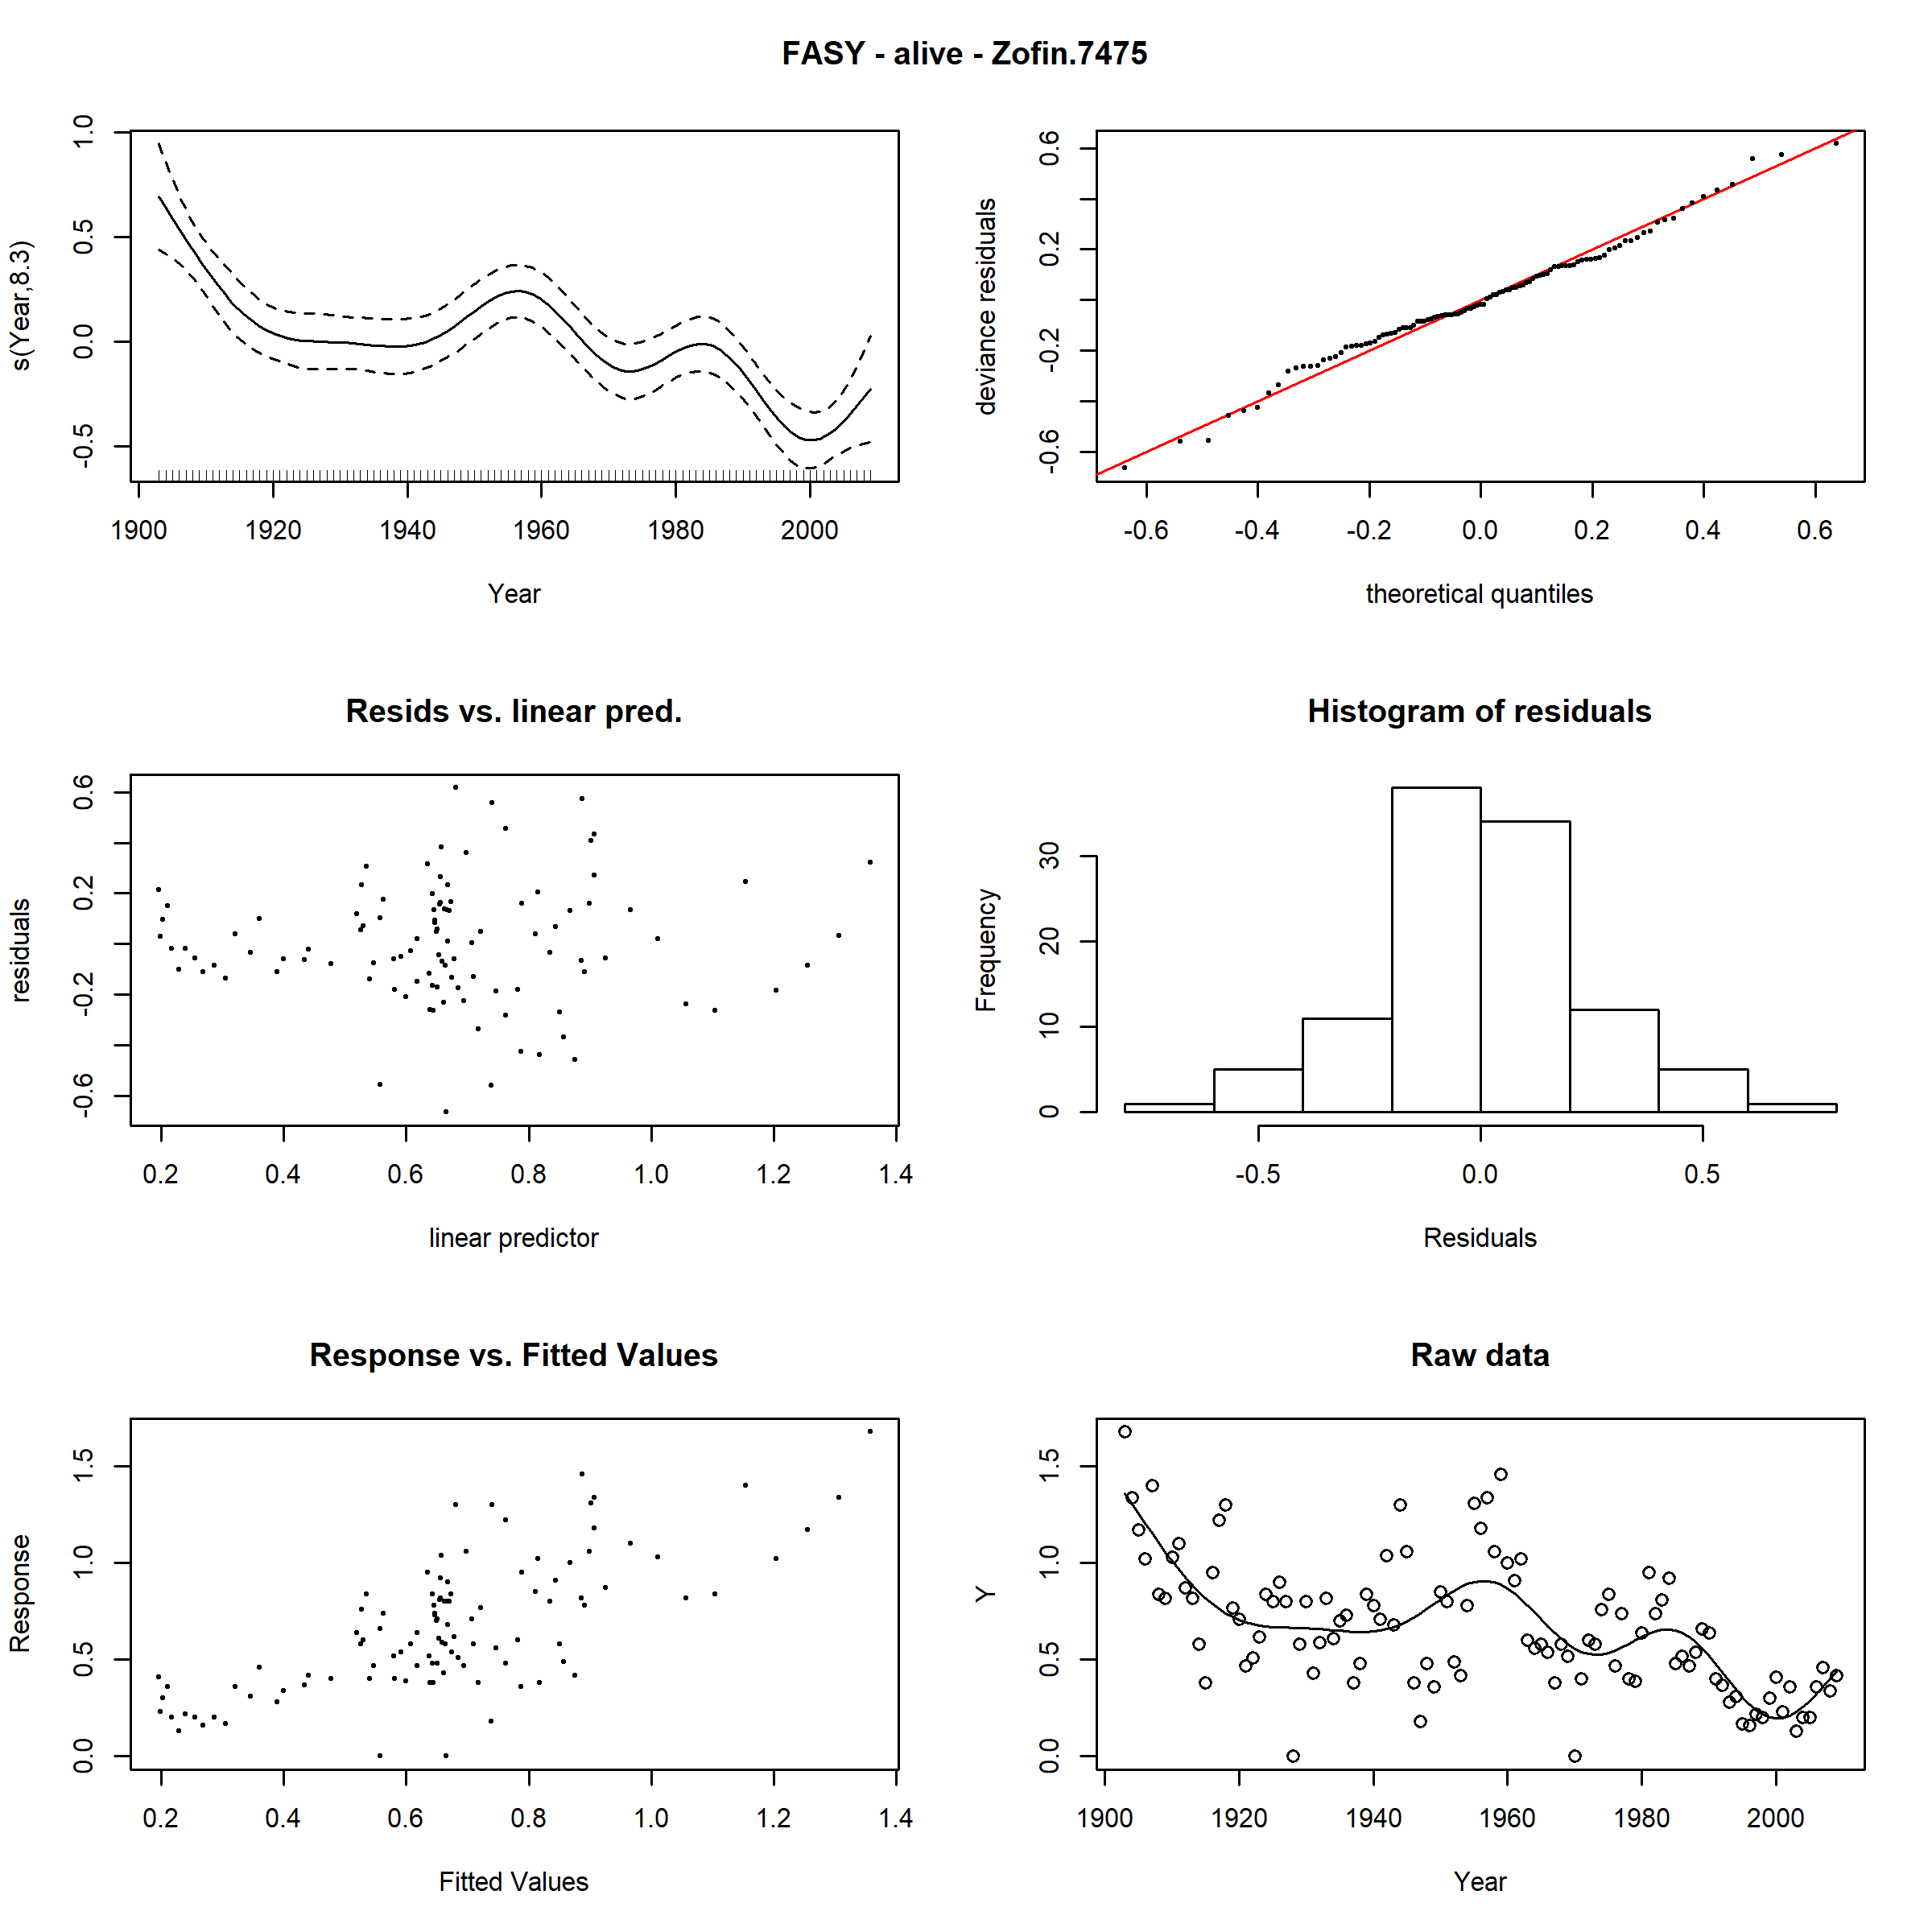 FASY - alive - Zofin.7475
s(Year,8.3)
1.0
0.5
0.0
-0.5
1900 1920 1940 1960 1980 2000
Year
deviance residuals
0.6
0.2
-0.2
-0.6
-0.6 -0.4 -0.2 0.0 0.2 0.4 0.6
theoretical quantiles
Resids vs. linear pred.
residuals
0.6
0.2
-0.2
-0.6
0.2 0.4 0.6 0.8 1.0 1.2 1.4
linear predictor
Histogram of residuals
Frequency
30
20
10
0
-0.5 0.0 0.5
Residuals
Response vs. Fitted Values
Response
1.5
1.0
0.5
0.0
0.2 0.4 0.6 0.8 1.0 1.2 1.4
Fitted Values
Raw data
Y
1.5
1.0
0.5
0.0
1900 1920 1940 1960 1980 2000
Year